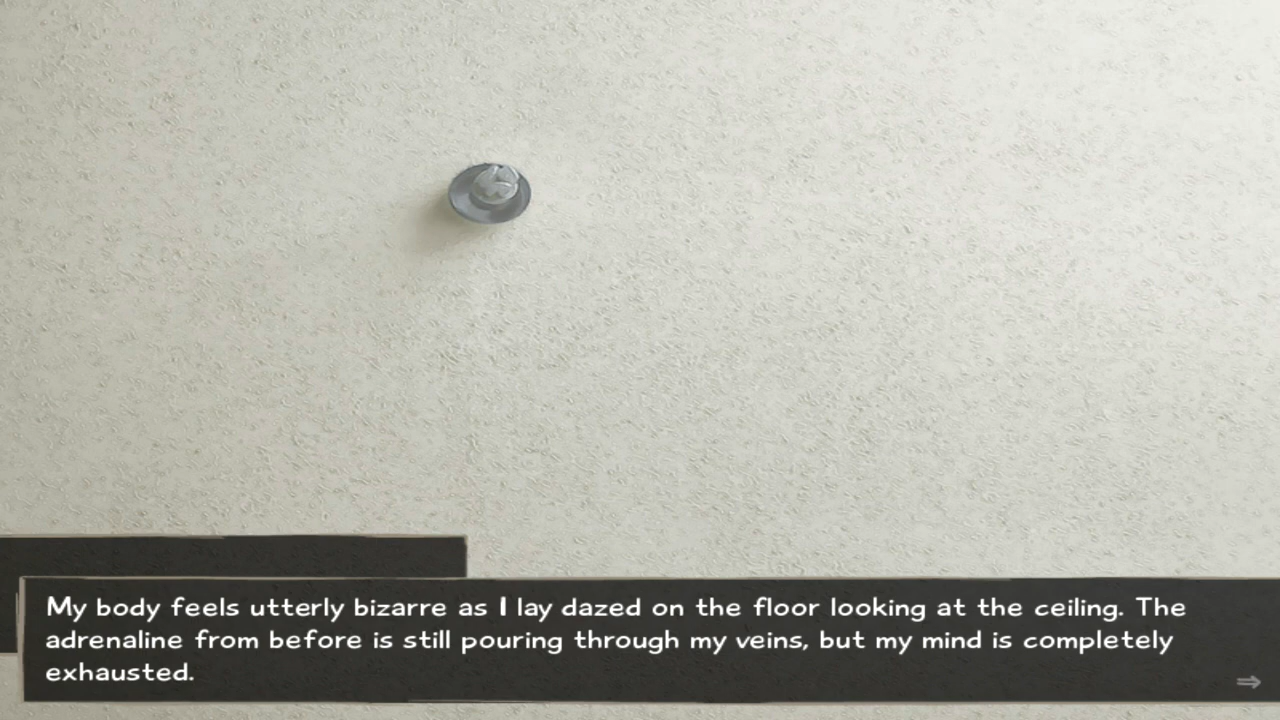 My body feels utterly bizarre as I lay dazed on the floor looking at the ceiling. The
adrenaline from before is still pouring through my veins, but my mind is completely
exhausted.